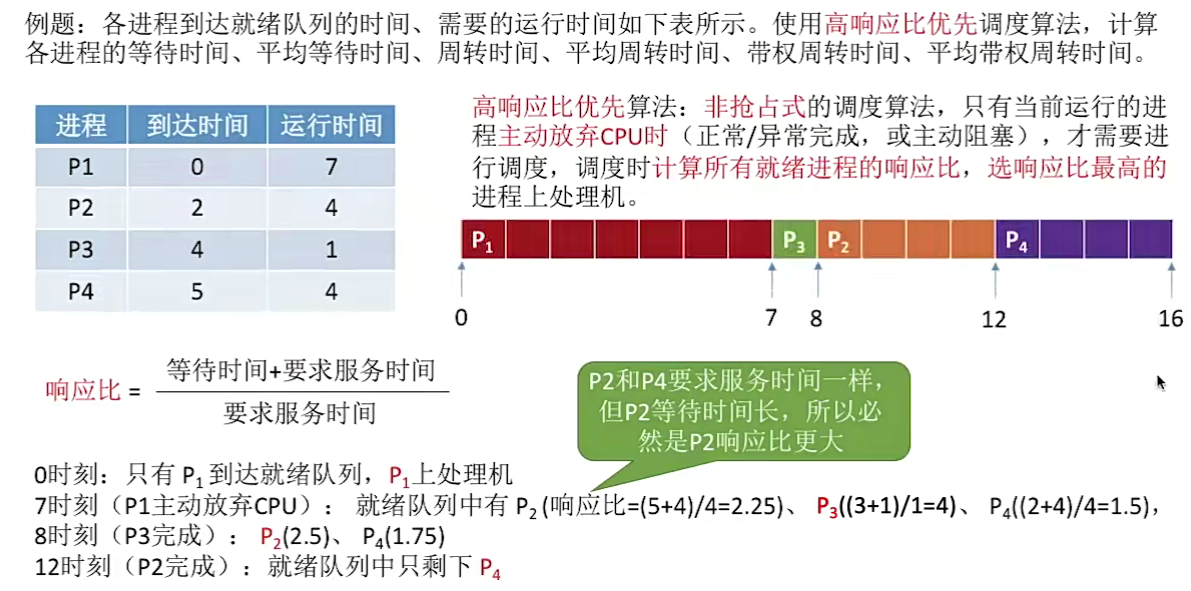 例题：各进程到达就绪队列的时间、需要的运行时间如下表所示。使用高响应比优先调度算法，计算
各进程的等待时间、平均等待时间、周转时间、平均周转时间、带权周转时间、平均带权周转时间。
进程 到达时间 运行时间
P1 0 7
P2 2 4
P3 4 1
P4 5 4
高响应比优先算法：非抢占式的调度算法，只有当前运行的进
程主动放弃CPU时（正常/异常完成，或主动阻塞），才需要进
行调度，调度时计算所有就绪进程的响应比，选响应比最高的
进程上处理机。
P1 P3 P2 P4
0 7 8 12 16
响应比 = 等待时间+要求服务时间
要求服务时间
P2和P4要求服务时间一样，
但P2等待时间长，所以必
然是P2响应比更大
0时刻：只有 P1 到达就绪队列，P1上处理机
7时刻（P1主动放弃CPU）： 就绪队列中有 P2 (响应比=(5+4)/4=2.25)、 P3((3+1)/1=4)、 P4((2+4)/4=1.5)，
8时刻（P3完成）： P2(2.5)、 P4(1.75)
12时刻（P2完成）：就绪队列中只剩下 P4